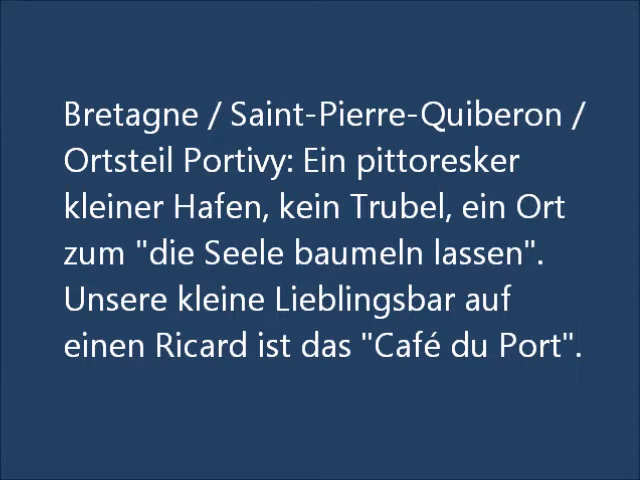 Bretagne / Saint-Pierre-Quiberon /
Ortsteil Portivy: Ein pittoresker
kleiner Hafen, kein Trubel, ein Ort
zum "die Seele baumeln lassen".
Unsere kleine Lieblingsbar auf
einen Ricard ist das "Café du Port".